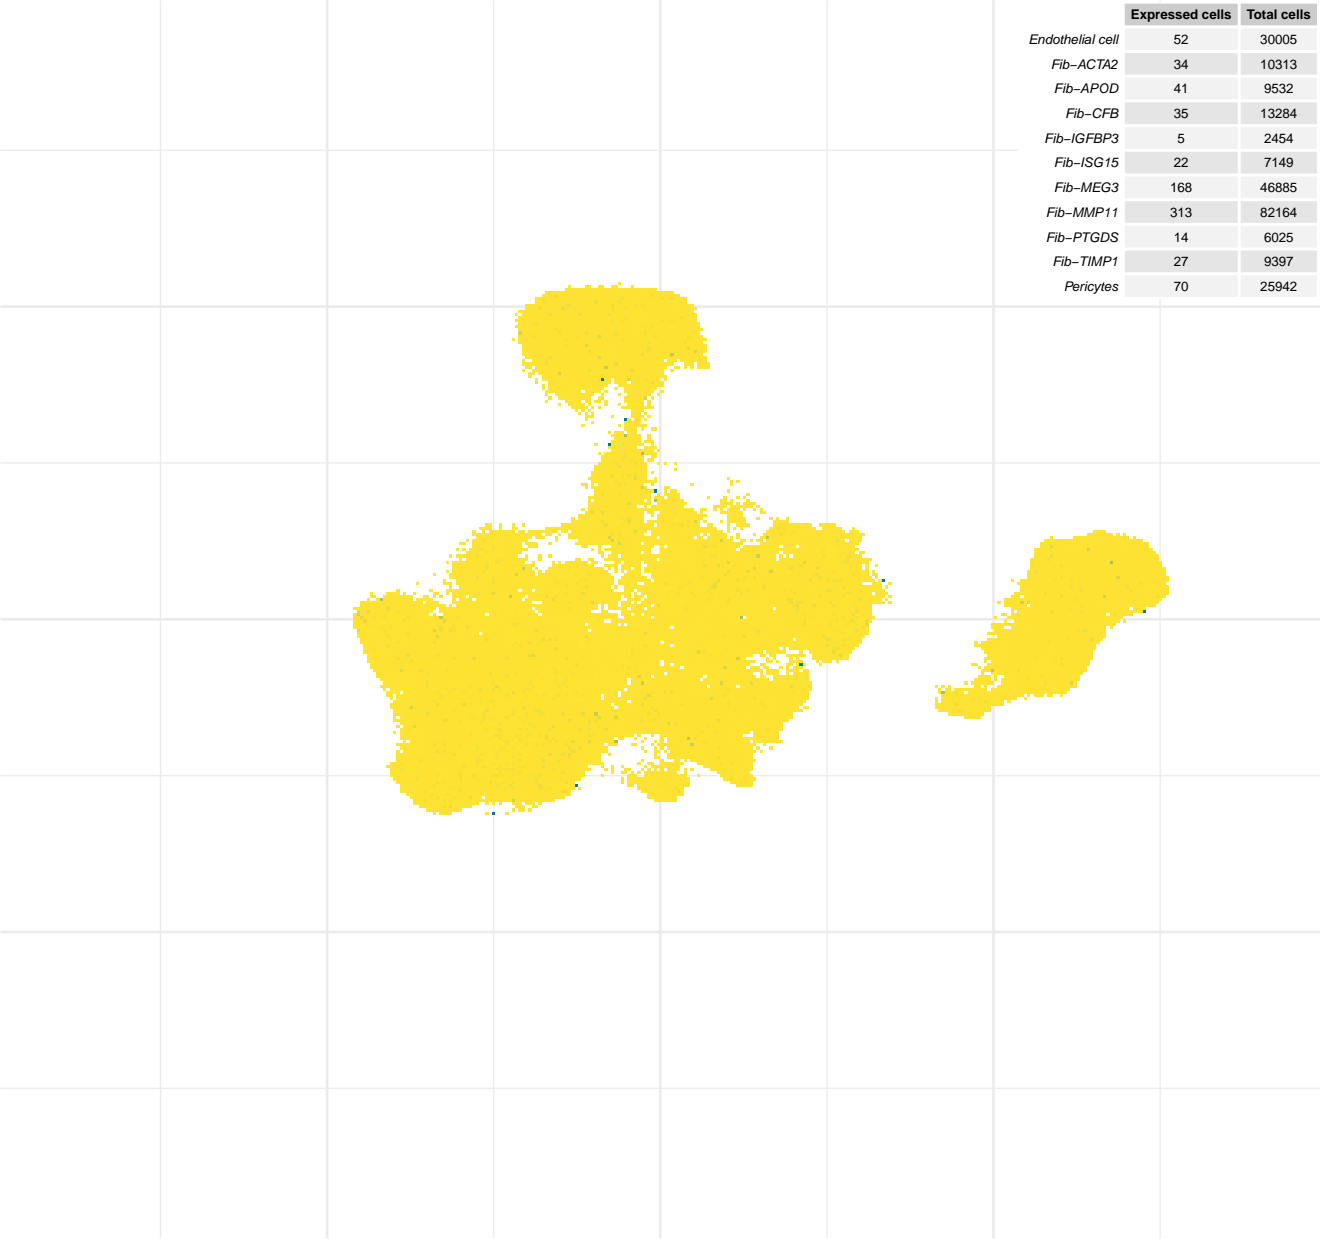 Expressed cells Total cells
Endothelial cell 52 30005
Fib−ACTA2 34 10313
Fib−APOD 41 9532
Fib−CFB 35 13284
Fib−IGFBP3 5 2454
Fib−ISG15 22 7149
Fib−MEG3 168 46885
Fib−MMP11 313 82164
Fib−PTGDS 14 6025
Fib−TIMP1 27 9397
Pericytes 70 25942